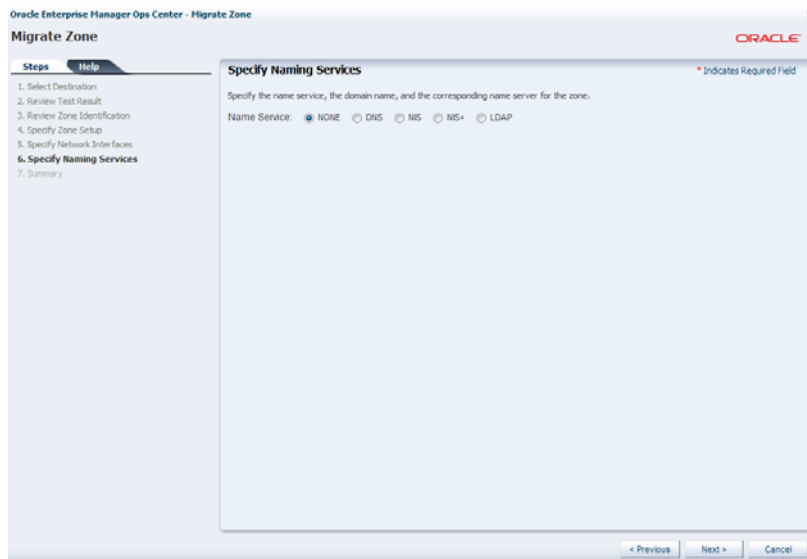 Oracle Enterprise Manager Ops Center - Migrate Zone
Migrate Zone
ORACLE
Steps Help
1. Select Destination
2. Review Test Result
3. Review Zone Identification
4. Specify Zone Setup
5. Specify Network Interfaces
6. Specify Naming Services
7. Summary
Specify Naming Services
* Indicates Required Field
Specify the name service, the domain name, and the corresponding name server for the zone.
Name Service: NONE DNS NIS NIS+ LDAP
< Previous Next > Cancel